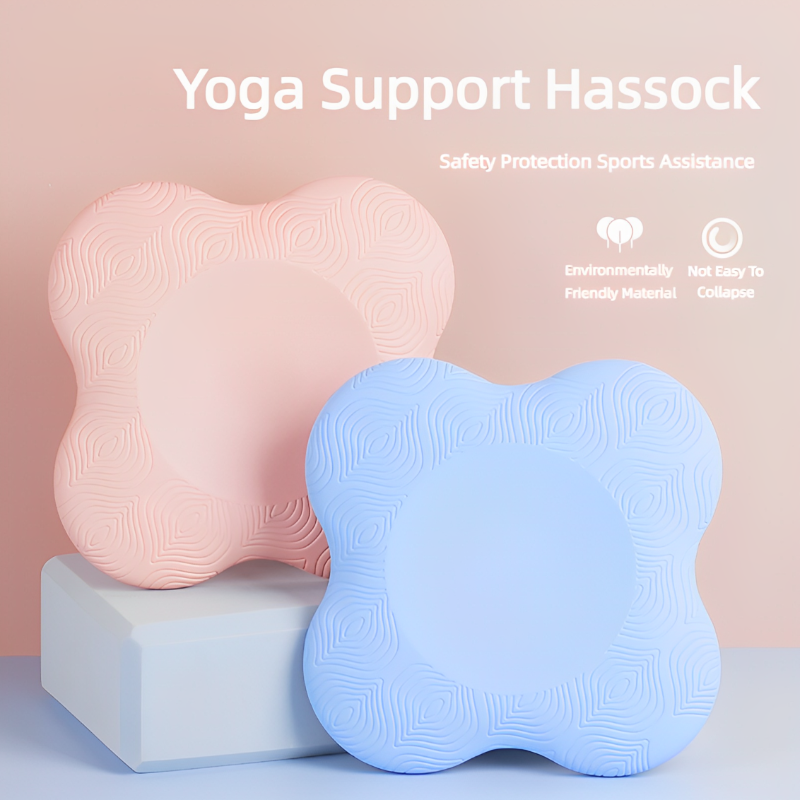 Yoga Support Hassock
Safety Protection Sports Assistance
Environmentally
Friendly Material
Not Easy To
Collapse